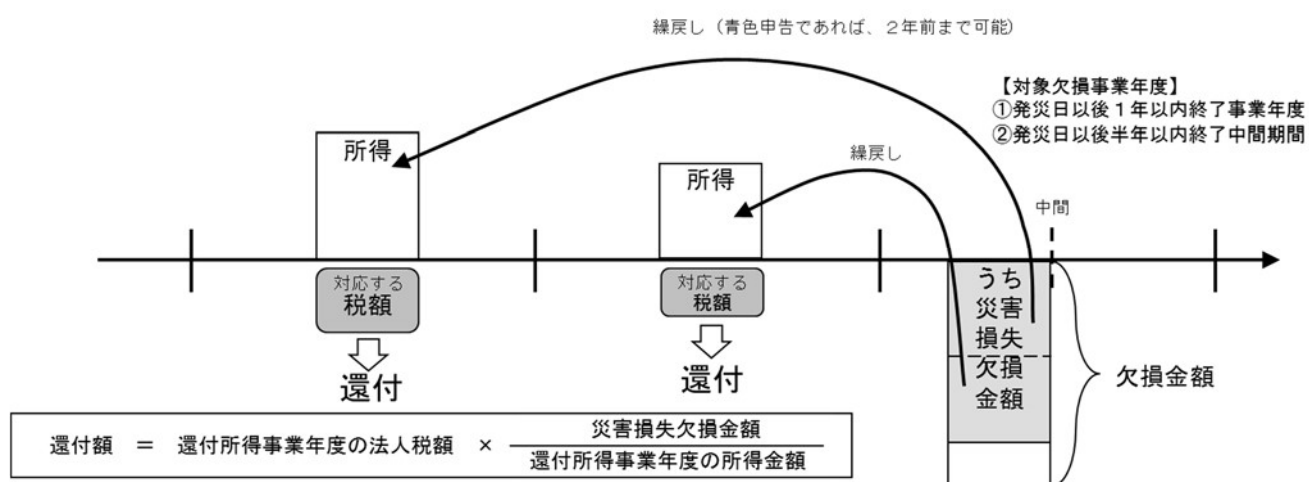 繰戻し（青色申告であれば、２年前まで可能）
【対象欠損事業年度】
①発災日以後１年以内終了事業年度
②発災日以後半年以内終了中間期間
所得
繰戻し
所得
中間
対応する
税額
対応する
税額
うち
災害
損失
欠損
金額
欠損金額
還付
還付
還付額 ＝ 還付所得事業年度の法人税額 ×
災害損失欠損金額
還付所得事業年度の所得金額